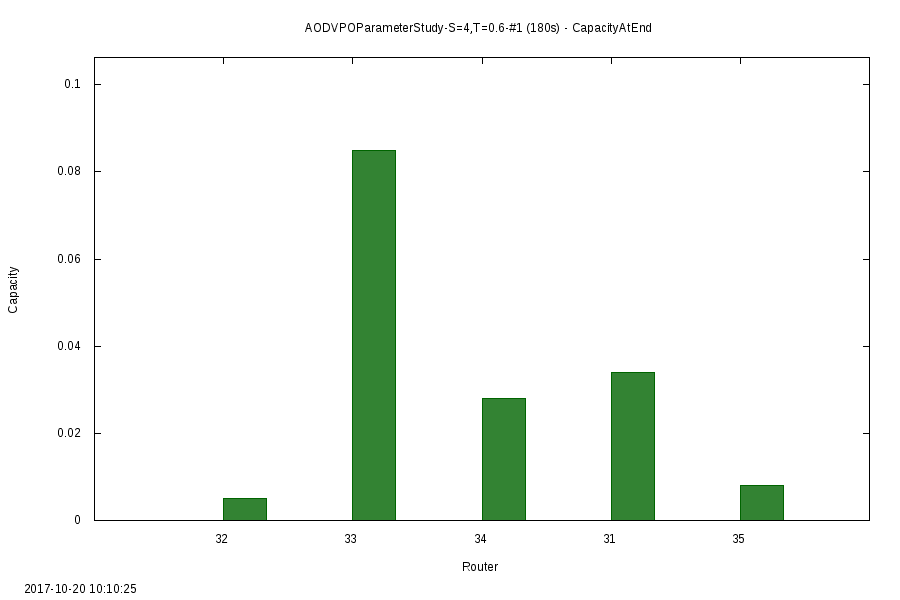 AODVPOParameterStudy-S=4,T=0.6-#1 (180s) - CapacityAtEnd
0.1
0.08
0.06
0.04
0.02
0
Capacity
32 33 34 31 35
Router
2017-10-20 10:10:25